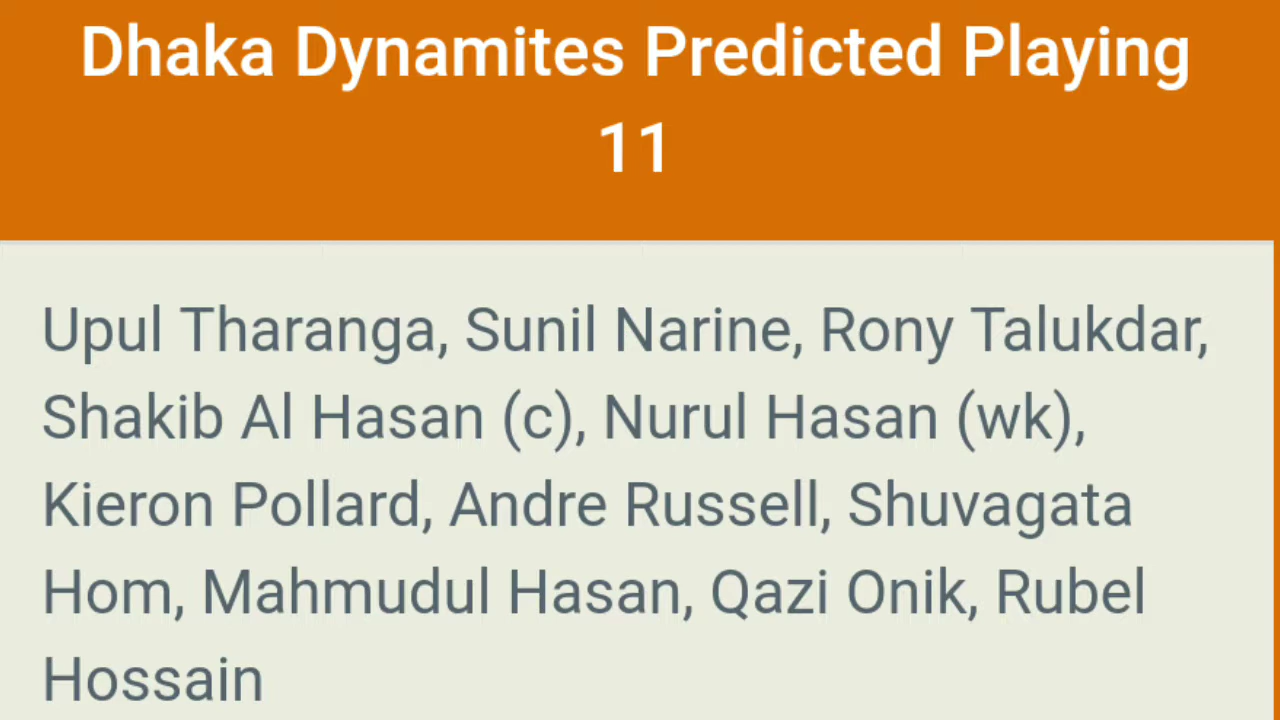 Dhaka Dynamites Predicted Playing
11
Upul Tharanga, Sunil Narine, Rony Talukdar,
Shakib Al Hasan (c), Nurul Hasan (wk),
Kieron Pollard, Andre Russell, Shuvagata
Hom, Mahmudul Hasan, Qazi Onik, Rubel
Hossain